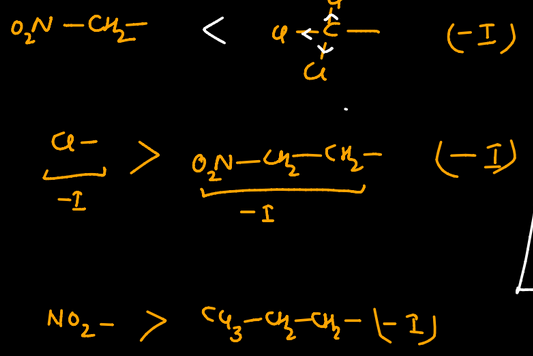 O₂N – CH₂ – < Cl – C – (–I)
Cl
Cl – > O₂N – CH₂ – CH₂ – (–I)
–I –I
NO₂ – > CH₃ – CH₂ – CH₂ – (–I)